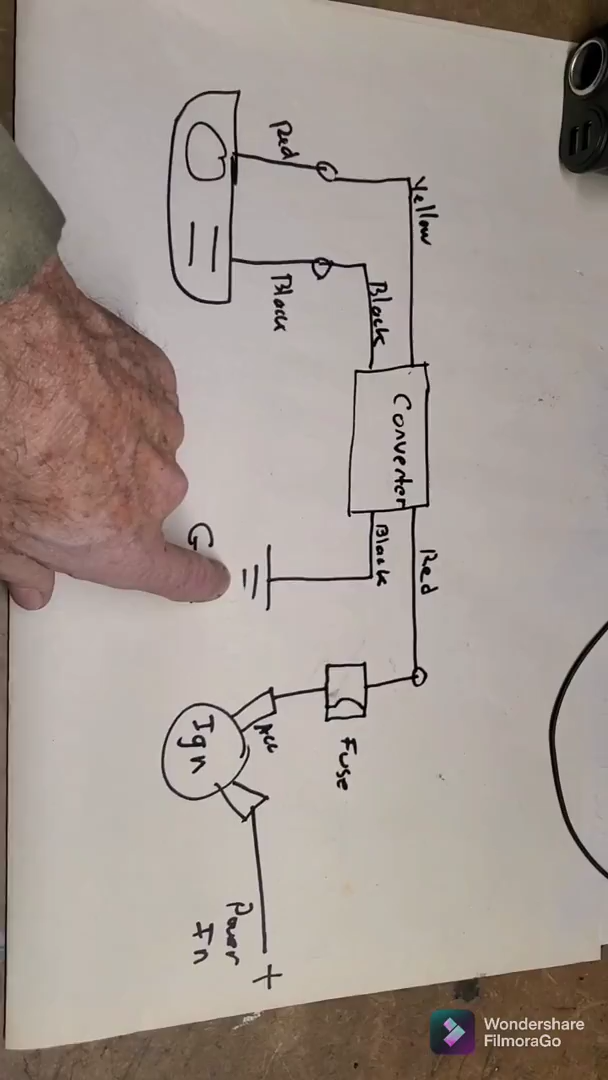 Red
Yellow
Black
Black
Converter
Black
Red
G
Fuse
Acc
Ign
Power
In
+
Wondershare
FilmoraGo